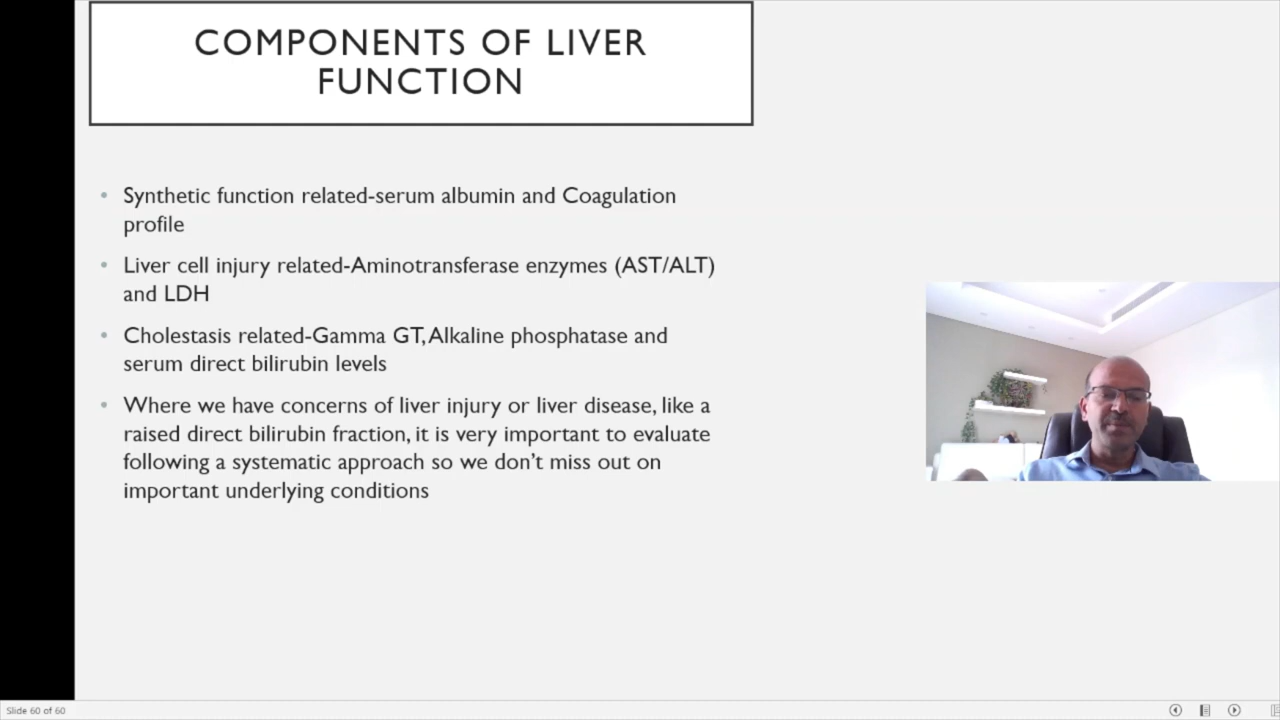 COMPONENTS OF LIVER
FUNCTION
• Synthetic function related-serum albumin and Coagulation
profile
• Liver cell injury related-Aminotransferase enzymes (AST/ALT)
and LDH
• Cholestasis related-Gamma GT, Alkaline phosphatase and
serum direct bilirubin levels
• Where we have concerns of liver injury or liver disease, like a
raised direct bilirubin fraction, it is very important to evaluate
following a systematic approach so we don’t miss out on
important underlying conditions
Slide 60 of 60